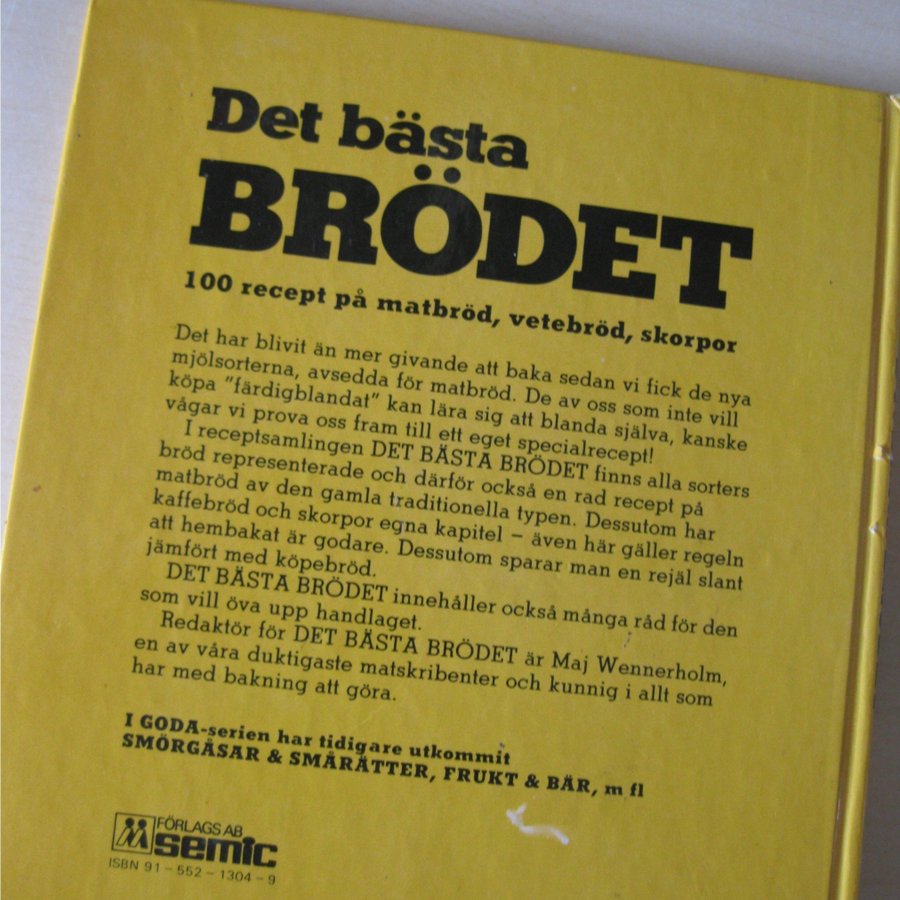 Det bästa
BRÖDET
100 recept på matbröd, vetebröd, skorpor
Det har blivit än mer givande att baka sedan vi fick de nya
mjölsorterna, avsedda för matbröd. De av oss som inte vill
köpa "färdigblandat" kan lära sig att blanda själva, kanske
vågar vi prova oss fram till ett eget specialrecept!
I receptsamlingen DET BÄSTA BRÖDET finns alla sorters
bröd representerade och därför också en rad recept på
matbröd av den gamla traditionella typen. Dessutom har
kaffebröd och skorpor egna kapitel – även här gäller regeln
att hembakat är godare. Dessutom sparar man en rejäl slant
jämfört med köpebröd.
DET BÄSTA BRÖDET innehåller också många råd för den
som vill öva upp handlaget.
Redaktör för DET BÄSTA BRÖDET är Maj Wennerholm,
en av våra duktigaste matskribenter och kunnig i allt som
har med bakning att göra.
I GODA-serien har tidigare utkommit
SMÖRGÅSAR & SMÅRÄTTER, FRUKT & BÄR, m fl
FÖRLAGS AB
semic
ISBN 91 – 552 – 1304 – 9